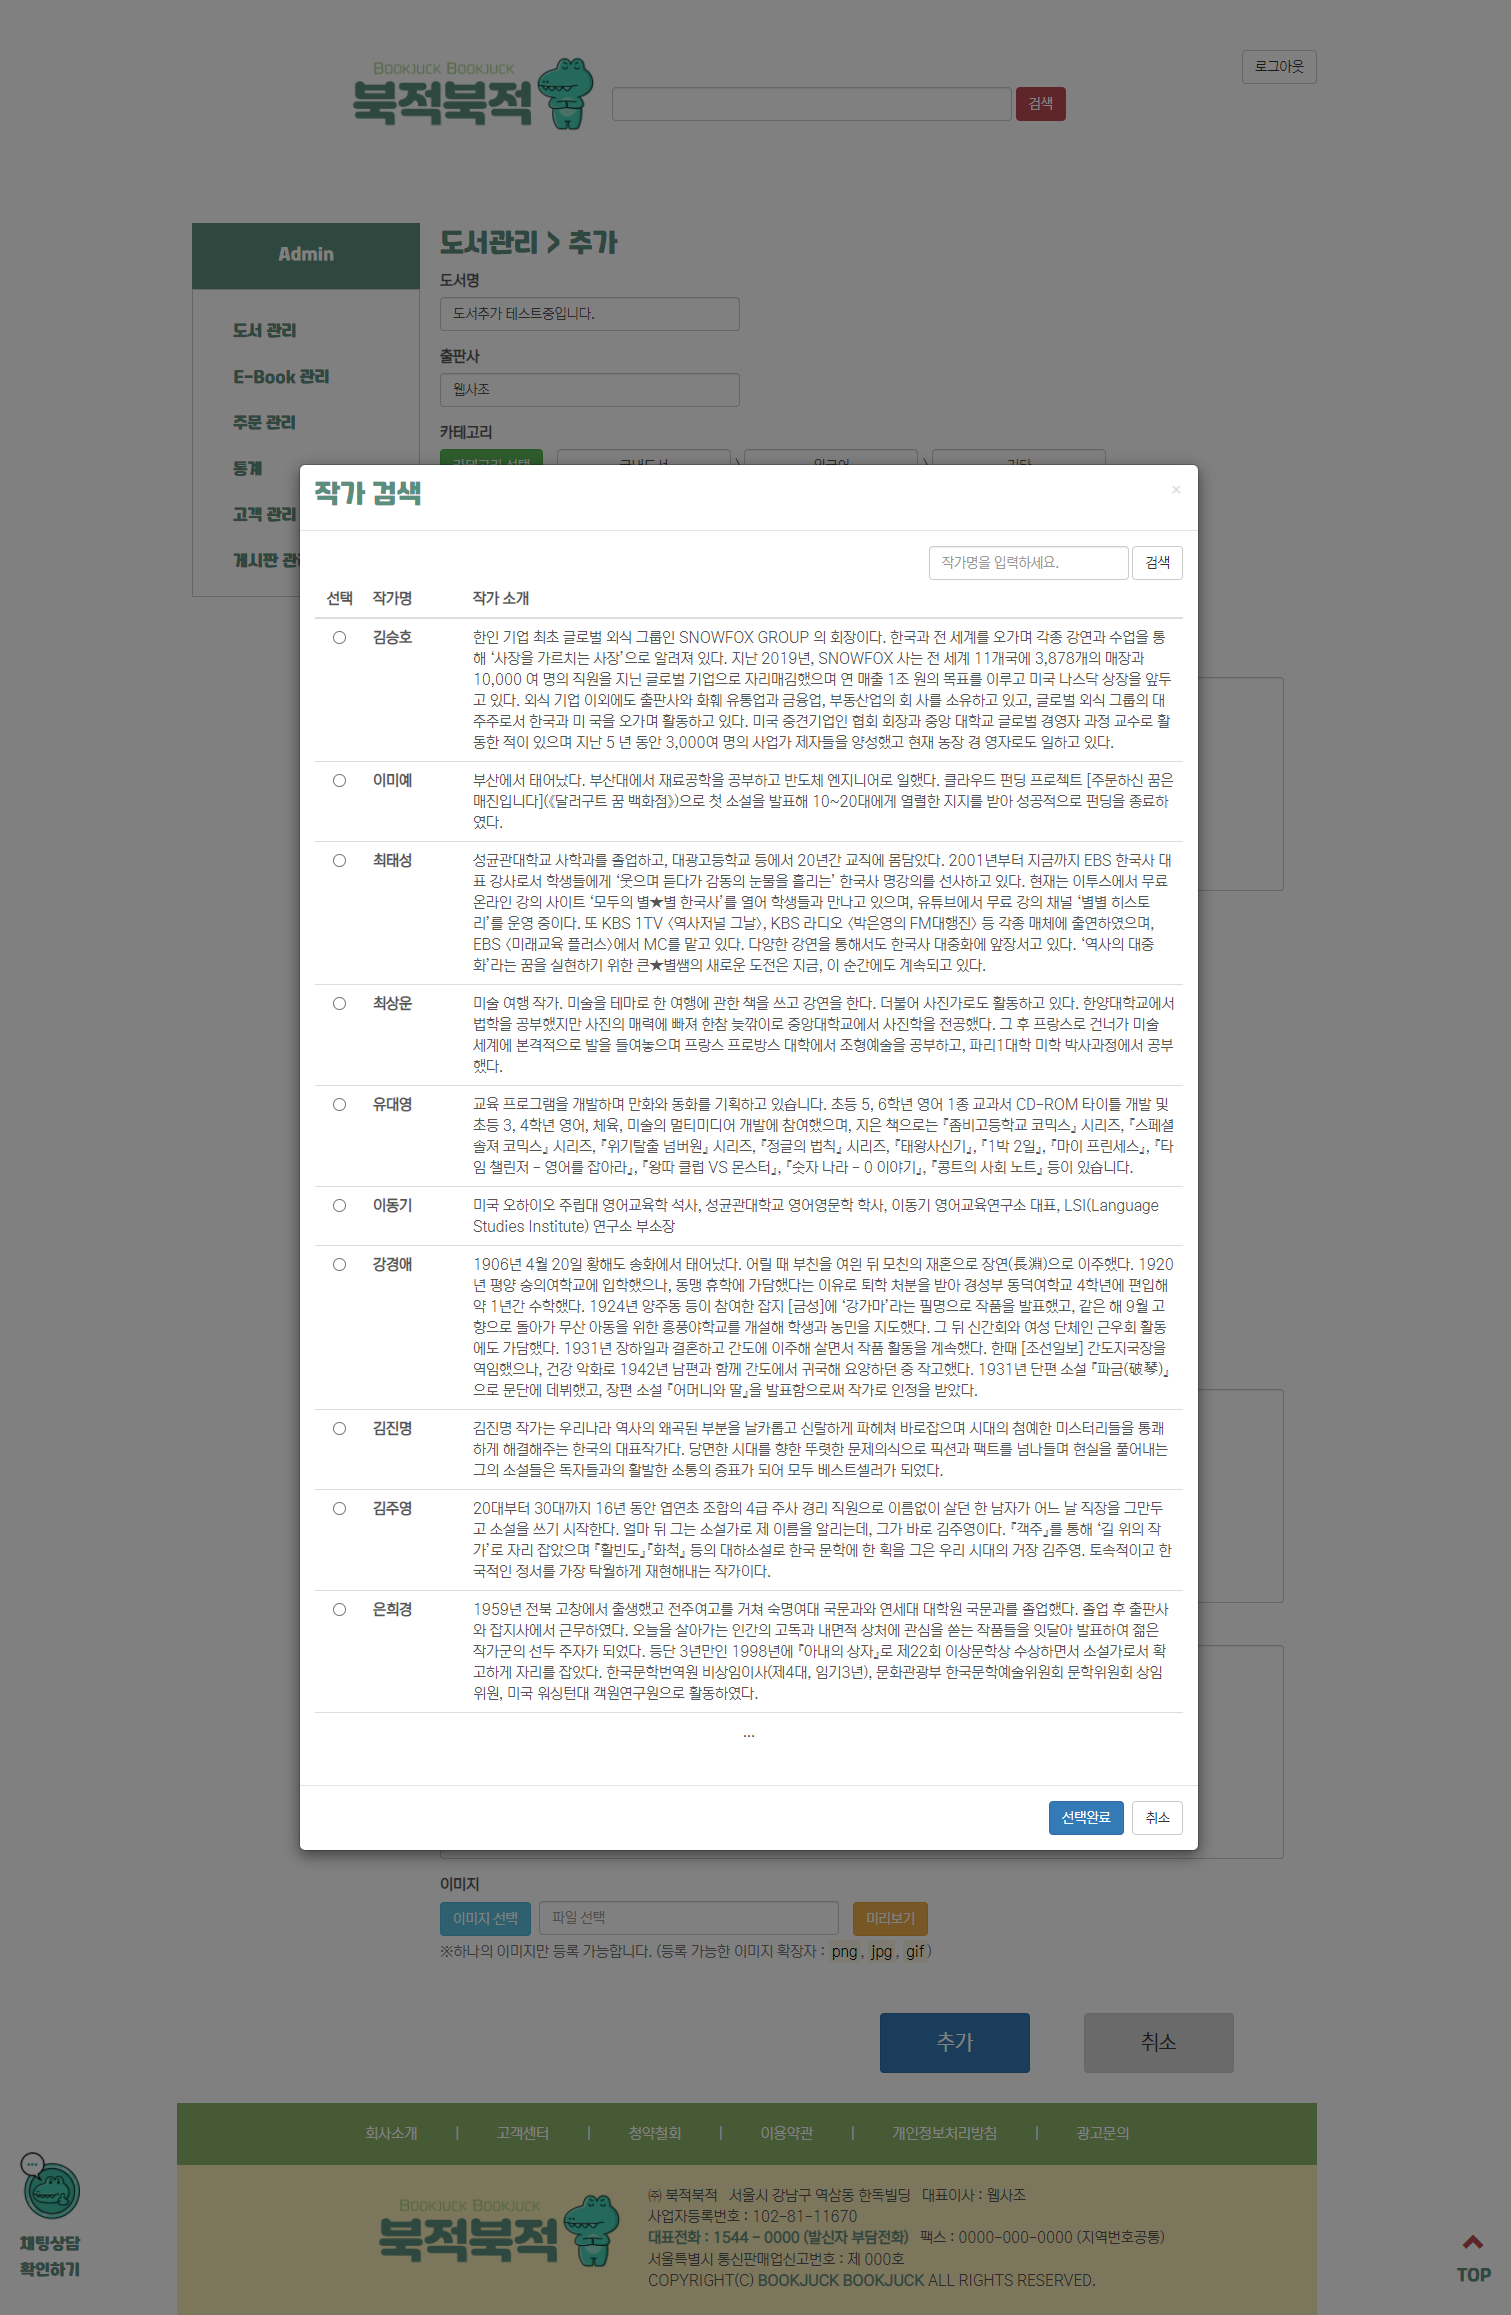 BOOKJUCK BOOKJUCK
북적북적
검색
로그아웃
Admin
도서 관리
E-Book 관리
주문 관리
통계
고객 관리
게시판 관리
도서관리 > 추가
도서명
도서추가 테스트중입니다.
출판사
웹사조
카테고리
카테고리 선택 국내도서 > 외국어 > 기타
작가 검색
×
작가명을 입력하세요. 검색
선택 작가명 작가 소개
김승호 한인 기업 최초 글로벌 외식 그룹인 SNOWFOX GROUP 의 회장이다. 한국과 전 세계를 오가며 각종 강연과 수업을 통
해 ‘사장을 가르치는 사장’으로 알려져 있다. 지난 2019년, SNOWFOX 사는 전 세계 11개국에 3,878개의 매장과
10,000 여 명의 직원을 지닌 글로벌 기업으로 자리매김했으며 연 매출 1조 원의 목표를 이루고 미국 나스닥 상장을 앞두
고 있다. 외식 기업 이외에도 출판사와 화훼 유통업과 금융업, 부동산업의 회 사를 소유하고 있고, 글로벌 외식 그룹의 대
주주로서 한국과 미 국을 오가며 활동하고 있다. 미국 중견기업인 협회 회장과 중앙 대학교 글로벌 경영자 과정 교수로 활
동한 적이 있으며 지난 5 년 동안 3,000여 명의 사업가 제자들을 양성했고 현재 농장 경 영자로도 일하고 있다.
이미예 부산에서 태어났다. 부산대에서 재료공학을 공부하고 반도체 엔지니어로 일했다. 클라우드 펀딩 프로젝트 [주문하신 꿈은
매진입니다](《달러구트 꿈 백화점》)으로 첫 소설을 발표해 10~20대에게 열렬한 지지를 받아 성공적으로 펀딩을 종료하
였다.
최태성 성균관대학교 사학과를 졸업하고, 대광고등학교 등에서 20년간 교직에 몸담았다. 2001년부터 지금까지 EBS 한국사 대
표 강사로서 학생들에게 ‘웃으며 듣다가 감동의 눈물을 흘리는’ 한국사 명강의를 선사하고 있다. 현재는 이투스에서 무료
온라인 강의 사이트 ‘모두의 별★별 한국사’를 열어 학생들과 만나고 있으며, 유튜브에서 무료 강의 채널 ‘별별 히스토
리’를 운영 중이다. 또 KBS 1TV 〈역사저널 그날〉, KBS 라디오 〈박은영의 FM대행진〉 등 각종 매체에 출연하였으며,
EBS 〈미래교육 플러스〉에서 MC를 맡고 있다. 다양한 강연을 통해서도 한국사 대중화에 앞장서고 있다. ‘역사의 대중
화’라는 꿈을 실현하기 위한 큰★별쌤의 새로운 도전은 지금, 이 순간에도 계속되고 있다.
최상운 미술 여행 작가. 미술을 테마로 한 여행에 관한 책을 쓰고 강연을 한다. 더불어 사진가로도 활동하고 있다. 한양대학교에서
법학을 공부했지만 사진의 매력에 빠져 한참 늦깎이로 중앙대학교에서 사진학을 전공했다. 그 후 프랑스로 건너가 미술
세계에 본격적으로 발을 들여놓으며 프랑스 프로방스 대학에서 조형예술을 공부하고, 파리1대학 미학 박사과정에서 공부
했다.
유대영 교육 프로그램을 개발하며 만화와 동화를 기획하고 있습니다. 초등 5, 6학년 영어 1종 교과서 CD-ROM 타이틀 개발 및
초등 3, 4학년 영어, 체육, 미술의 멀티미디어 개발에 참여했으며, 지은 책으로는 『좀비고등학교 코믹스』 시리즈, 『스페셜
솔져 코믹스』 시리즈, 『위기탈출 넘버원』 시리즈, 『정글의 법칙』 시리즈, 『태왕사신기』, 『1박 2일』, 『마이 프린세스』, 『타
임 챌린저 - 영어를 잡아라』, 『왕따 클럽 VS 몬스터』, 『숫자 나라 - 0 이야기』, 『콩트의 사회 노트』 등이 있습니다.
이동기 미국 오하이오 주립대 영어교육학 석사, 성균관대학교 영어영문학 학사, 이동기 영어교육연구소 대표, LSI(Language
Studies Institute) 연구소 부소장
강경애 1906년 4월 20일 황해도 송화에서 태어났다. 어릴 때 부친을 여읜 뒤 모친의 재혼으로 장연(長淵)으로 이주했다. 1920
년 평양 숭의여학교에 입학했으나, 동맹 휴학에 가담했다는 이유로 퇴학 처분을 받아 경성부 동덕여학교 4학년에 편입해
약 1년간 수학했다. 1924년 양주동 등이 참여한 잡지 [금성]에 ‘강가마’라는 필명으로 작품을 발표했고, 같은 해 9월 고
향으로 돌아가 무산 아동을 위한 흥풍야학교를 개설해 학생과 농민을 지도했다. 그 뒤 신간회와 여성 단체인 근우회 활동
에도 가담했다. 1931년 장하일과 결혼하고 간도에 이주해 살면서 작품 활동을 계속했다. 한때 [조선일보] 간도지국장을
역임했으나, 건강 악화로 1942년 남편과 함께 간도에서 귀국해 요양하던 중 작고했다. 1931년 단편 소설 『파금(破琴)』
으로 문단에 데뷔했고, 장편 소설 『어머니와 딸』을 발표함으로써 작가로 인정을 받았다.
김진명 김진명 작가는 우리나라 역사의 왜곡된 부분을 날카롭고 신랄하게 파헤쳐 바로잡으며 시대의 첨예한 미스터리들을 통쾌
하게 해결해주는 한국의 대표작가다. 당면한 시대를 향한 뚜렷한 문제의식으로 픽션과 팩트를 넘나들며 현실을 풀어내는
그의 소설들은 독자들과의 활발한 소통의 증표가 되어 모두 베스트셀러가 되었다.
김주영 20대부터 30대까지 16년 동안 엽연초 조합의 4급 주사 경리 직원으로 이름없이 살던 한 남자가 어느 날 직장을 그만두
고 소설을 쓰기 시작한다. 얼마 뒤 그는 소설가로 제 이름을 알리는데, 그가 바로 김주영이다. 『객주』를 통해 ‘길 위의 작
가’로 자리 잡았으며 『활빈도』『화척』 등의 대하소설로 한국 문학에 한 획을 그은 우리 시대의 거장 김주영. 토속적이고 한
국적인 정서를 가장 탁월하게 재현해내는 작가이다.
은희경 1959년 전북 고창에서 출생했고 전주여고를 거쳐 숙명여대 국문과와 연세대 대학원 국문과를 졸업했다. 졸업 후 출판사
와 잡지사에서 근무하였다. 오늘을 살아가는 인간의 고독과 내면적 상처에 관심을 쏟는 작품들을 잇달아 발표하여 젊은
작가군의 선두 주자가 되었다. 등단 3년만인 1998년에 『아내의 상자』로 제22회 이상문학상 수상하면서 소설가로서 확
고하게 자리를 잡았다. 한국문학번역원 비상임이사(제4대, 임기3년), 문화관광부 한국문학예술위원회 문학위원회 상임
위원, 미국 워싱턴대 객원연구원으로 활동하였다.
...
선택완료 취소
이미지
이미지 선택 파일 선택 미리보기
※하나의 이미지만 등록 가능합니다. (등록 가능한 이미지 확장자 : png, jpg, gif)
추가 취소
회사소개 | 고객센터 | 청약철회 | 이용약관 | 개인정보처리방침 | 광고문의
BOOKJUCK BOOKJUCK
북적북적
㈜ 북적북적 서울시 강남구 역삼동 한독빌딩 대표이사 : 웹사조
사업자등록번호 : 102-81-11670
대표전화 : 1544 - 0000 (발신자 부담전화) 팩스 : 0000-000-0000 (지역번호공통)
서울특별시 통신판매업신고번호 : 제 000호
COPYRIGHT(C) BOOKJUCK BOOKJUCK ALL RIGHTS RESERVED.
채팅상담
확인하기
TOP